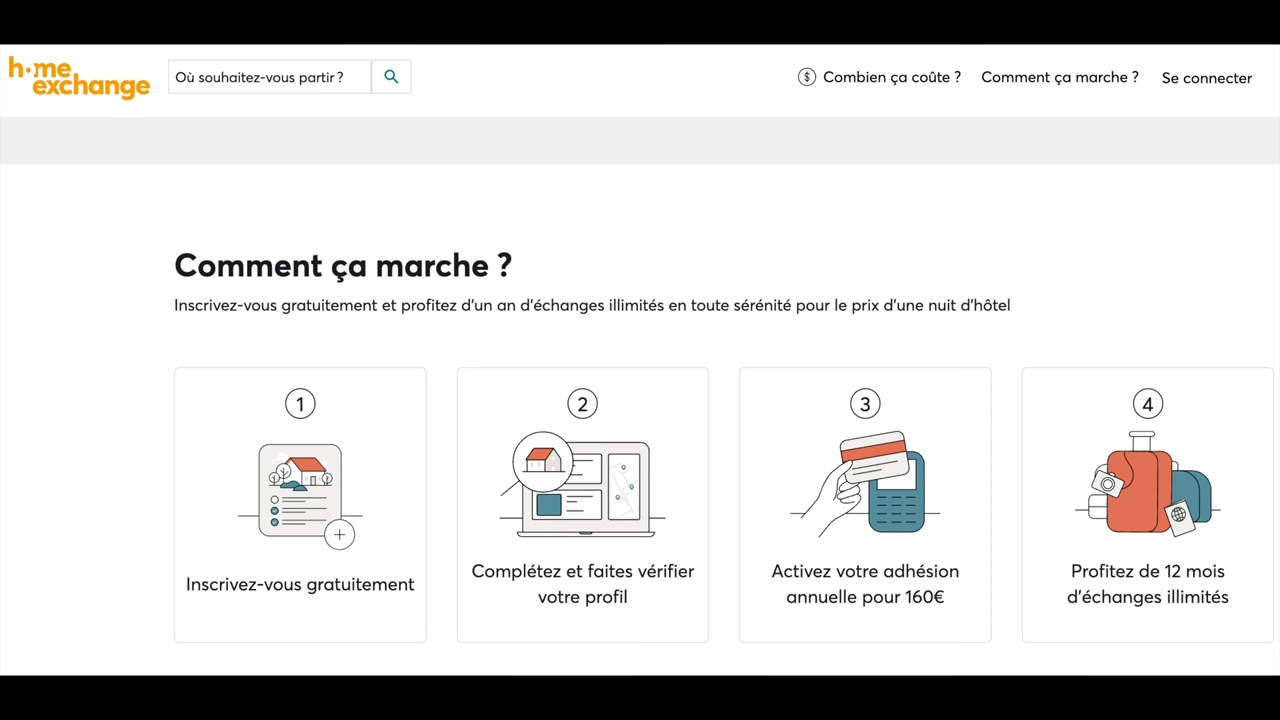 home
exchange
Où souhaitez-vous partir ?
$ Combien ça coûte ?
Comment ça marche ?
Se connecter
Comment ça marche ?
Inscrivez-vous gratuitement et profitez d'un an d'échanges illimités en toute sérénité pour le prix d'une nuit d'hôtel
1
Inscrivez-vous gratuitement
2
Complétez et faites vérifier
votre profil
3
Activez votre adhésion
annuelle pour 160€
4
Profitez de 12 mois
d'échanges illimités